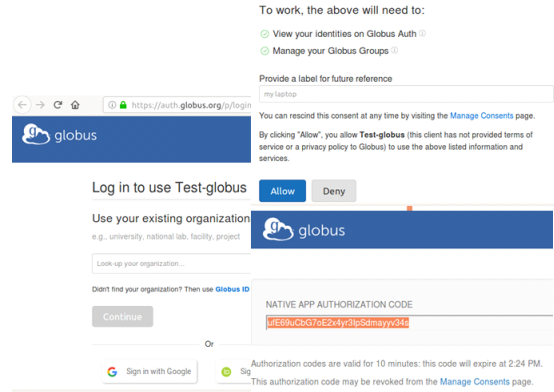 To work, the above will need to:
View your identities on Globus Auth
Manage your Globus Groups
Provide a label for future reference
my laptop
You can rescind this consent at any time by visiting the Manage Consents page.
By clicking "Allow", you allow Test-globus (this client has not provided terms of
service or a privacy policy to Globus) to use the above listed information and
services.
Allow
Deny
https://auth.globus.org/p/login
globus
Log in to use Test-globus
Use your existing organization
e.g., university, national lab, facility, project
Look-up your organization...
Didn't find your organization? Then use Globus ID
Continue
Or
Sign in with Google
Sig
globus
NATIVE APP AUTHORIZATION CODE
ufE69uCbG7oE2x4yr3IpSdmayyv34s
Authorization codes are valid for 10 minutes: this code will expire at 2:24 PM.
This authorization code may be revoked from the Manage Consents page.